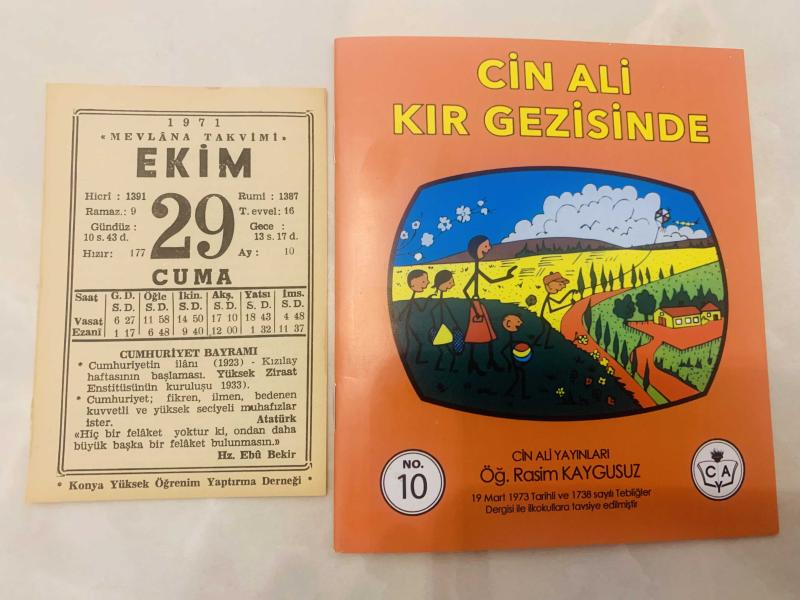 1971
«MEVLÂNA TAKVİMİ»
EKİM
Hicrî : 1391
Ramaz.: 9
Gündüz :
10 s. 43 d.
Hızır: 177
29
Rumi : 1387
T. evvel: 16
Gece :
13 s. 17 d.
Ay : 10
CUMA
Saat G. D. Öğle İkin. Akş. Yatsı İms.
S. D. S. D. S. D. S. D. S. D. S. D.
Vasat 6 27 11 58 14 50 17 10 18 43 4 48
Ezanî 1 17 6 48 9 40 12 00 1 32 11 37
CUMHURİYET BAYRAMI
* Cumhuriyetin ilânı (1923) - Kızılay
haftasının başlaması. Yüksek Ziraat
Enstitüsünün kuruluşu 1933).
* Cumhuriyet; fikren, ilmen, bedenen
kuvvetli ve yüksek seciyeli muhafızlar
ister. Atatürk
«Hiç bir felâket yoktur ki, ondan daha
büyük başka bir felâket bulunmasın.»
Hz. Ebû Bekir
* Konya Yüksek Öğrenim Yaptırma Derneği *
CİN ALİ
KIR GEZİSİNDE
CİN ALİ YAYINLARI
Öğ. Rasim KAYGUSUZ
19 Mart 1973 Tarihli ve 1738 sayılı Tebliğler
Dergisi ile ilkokullara tavsiye edilmiştir
NO.
10
C A